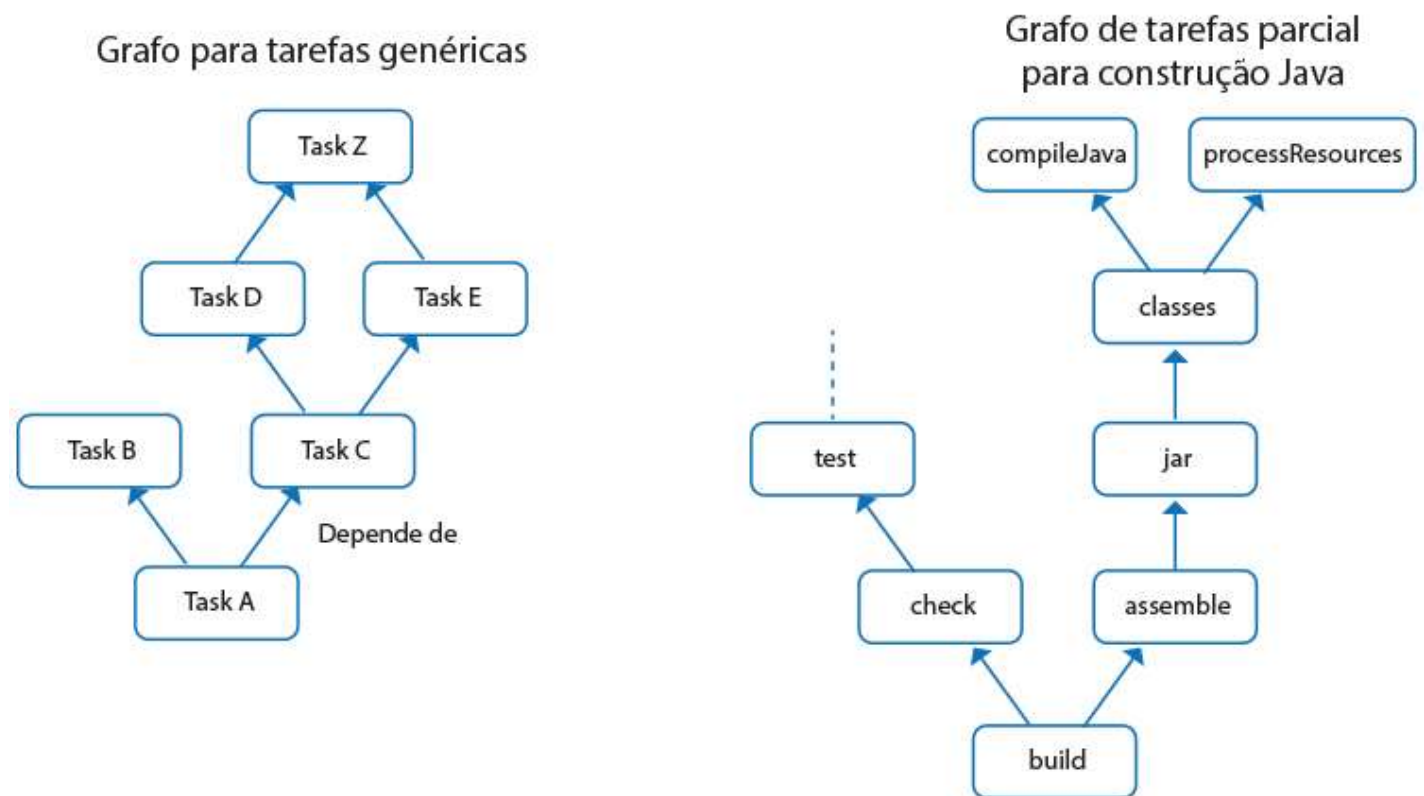 Grafo para tarefas genéricas
Task Z
Task D
Task E
Task B
Task C
Depende de
Task A
Grafo de tarefas parcial
para construção Java
compileJava
processResources
classes
test
jar
check
assemble
build